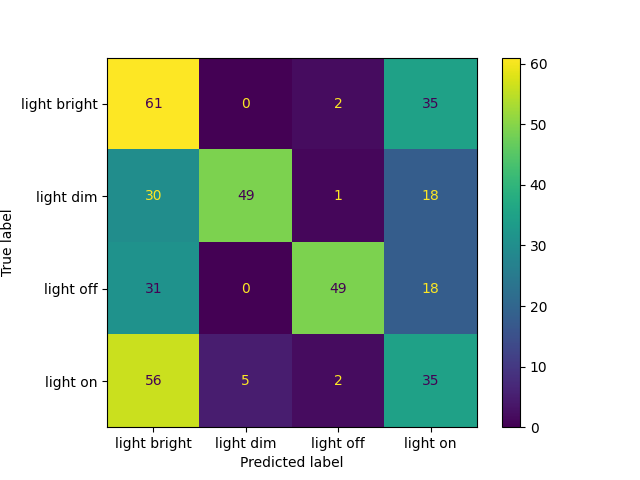 light bright 61 0 2 35 60
50
light dim 30 49 1 18 40
True label
30
light off 31 0 49 18 20
10
light on 56 5 2 35
0
light bright light dim light off light on
Predicted label